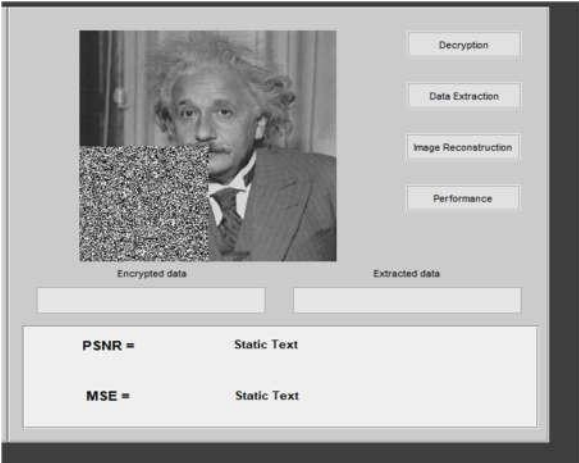 Decryption
Data Extraction
Image Reconstruction
Performance
Encrypted data
Extracted data
PSNR = Static Text
MSE = Static Text